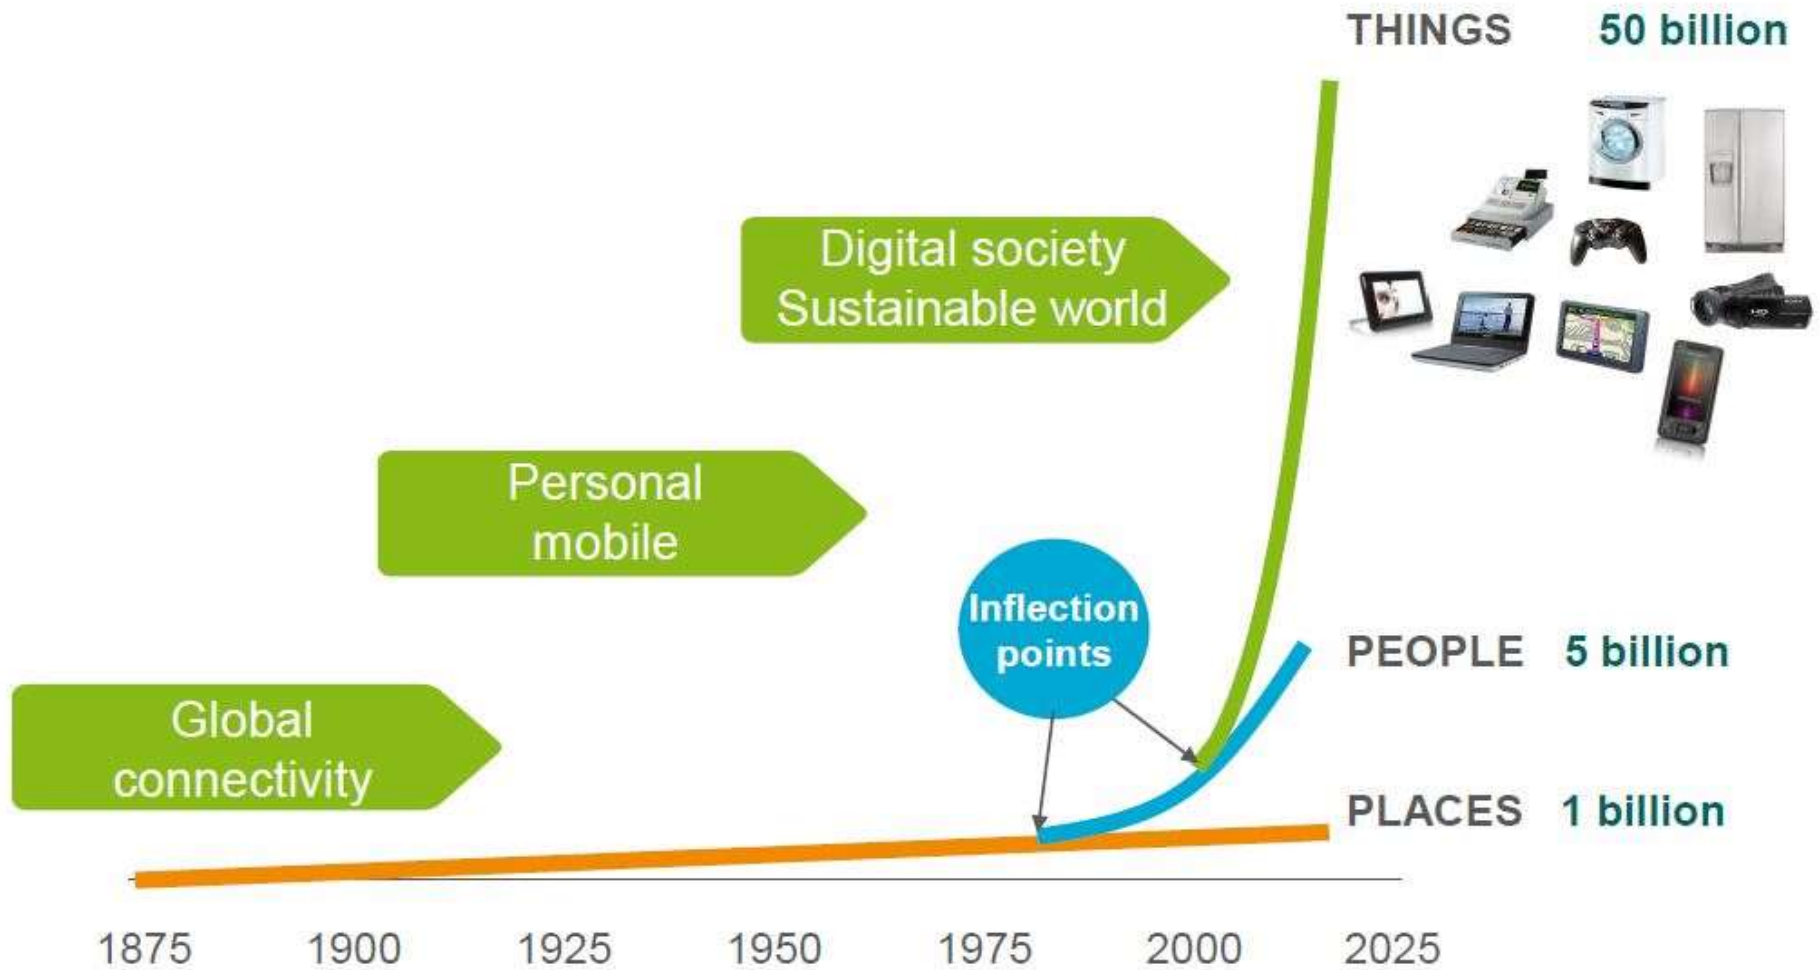 THINGS 50 billion
Digital society
Sustainable world
Personal
mobile
Inflection
points
PEOPLE 5 billion
Global
connectivity
PLACES 1 billion
1875 1900 1925 1950 1975 2000 2025